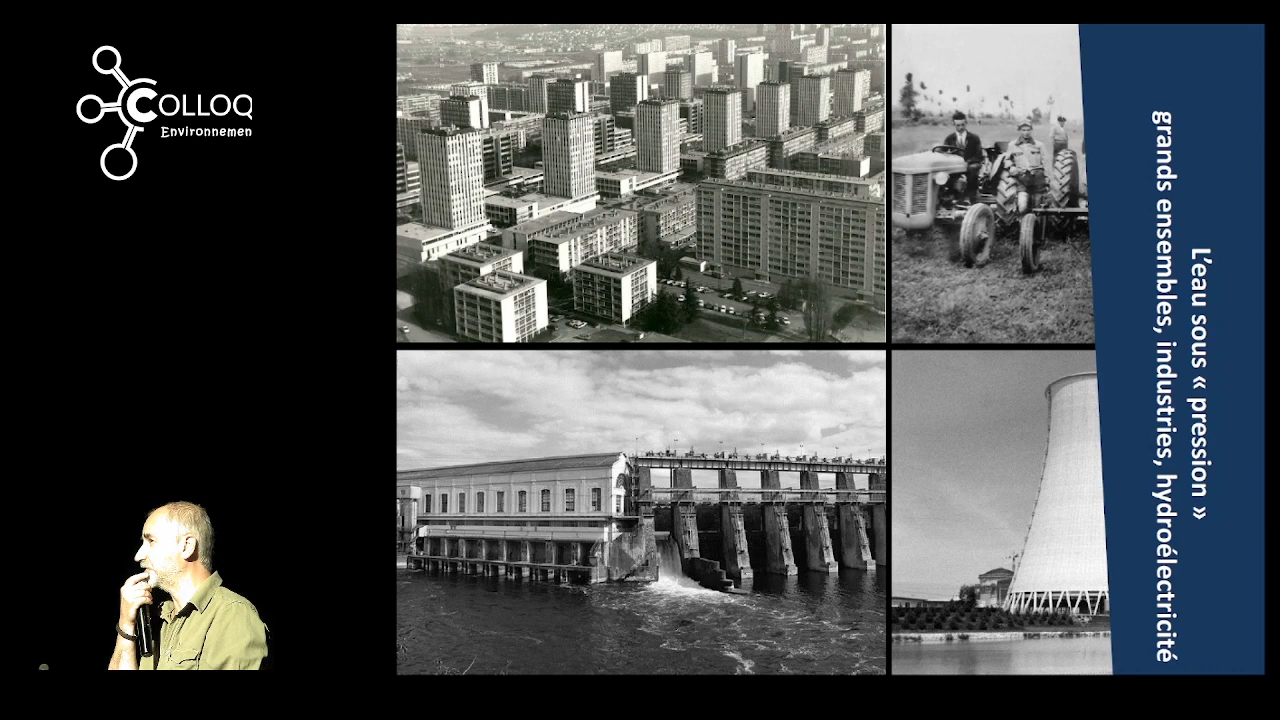 COLLOQ
Environnemen
L'eau sous « pression »
grands ensembles, industries, hydroélectricité